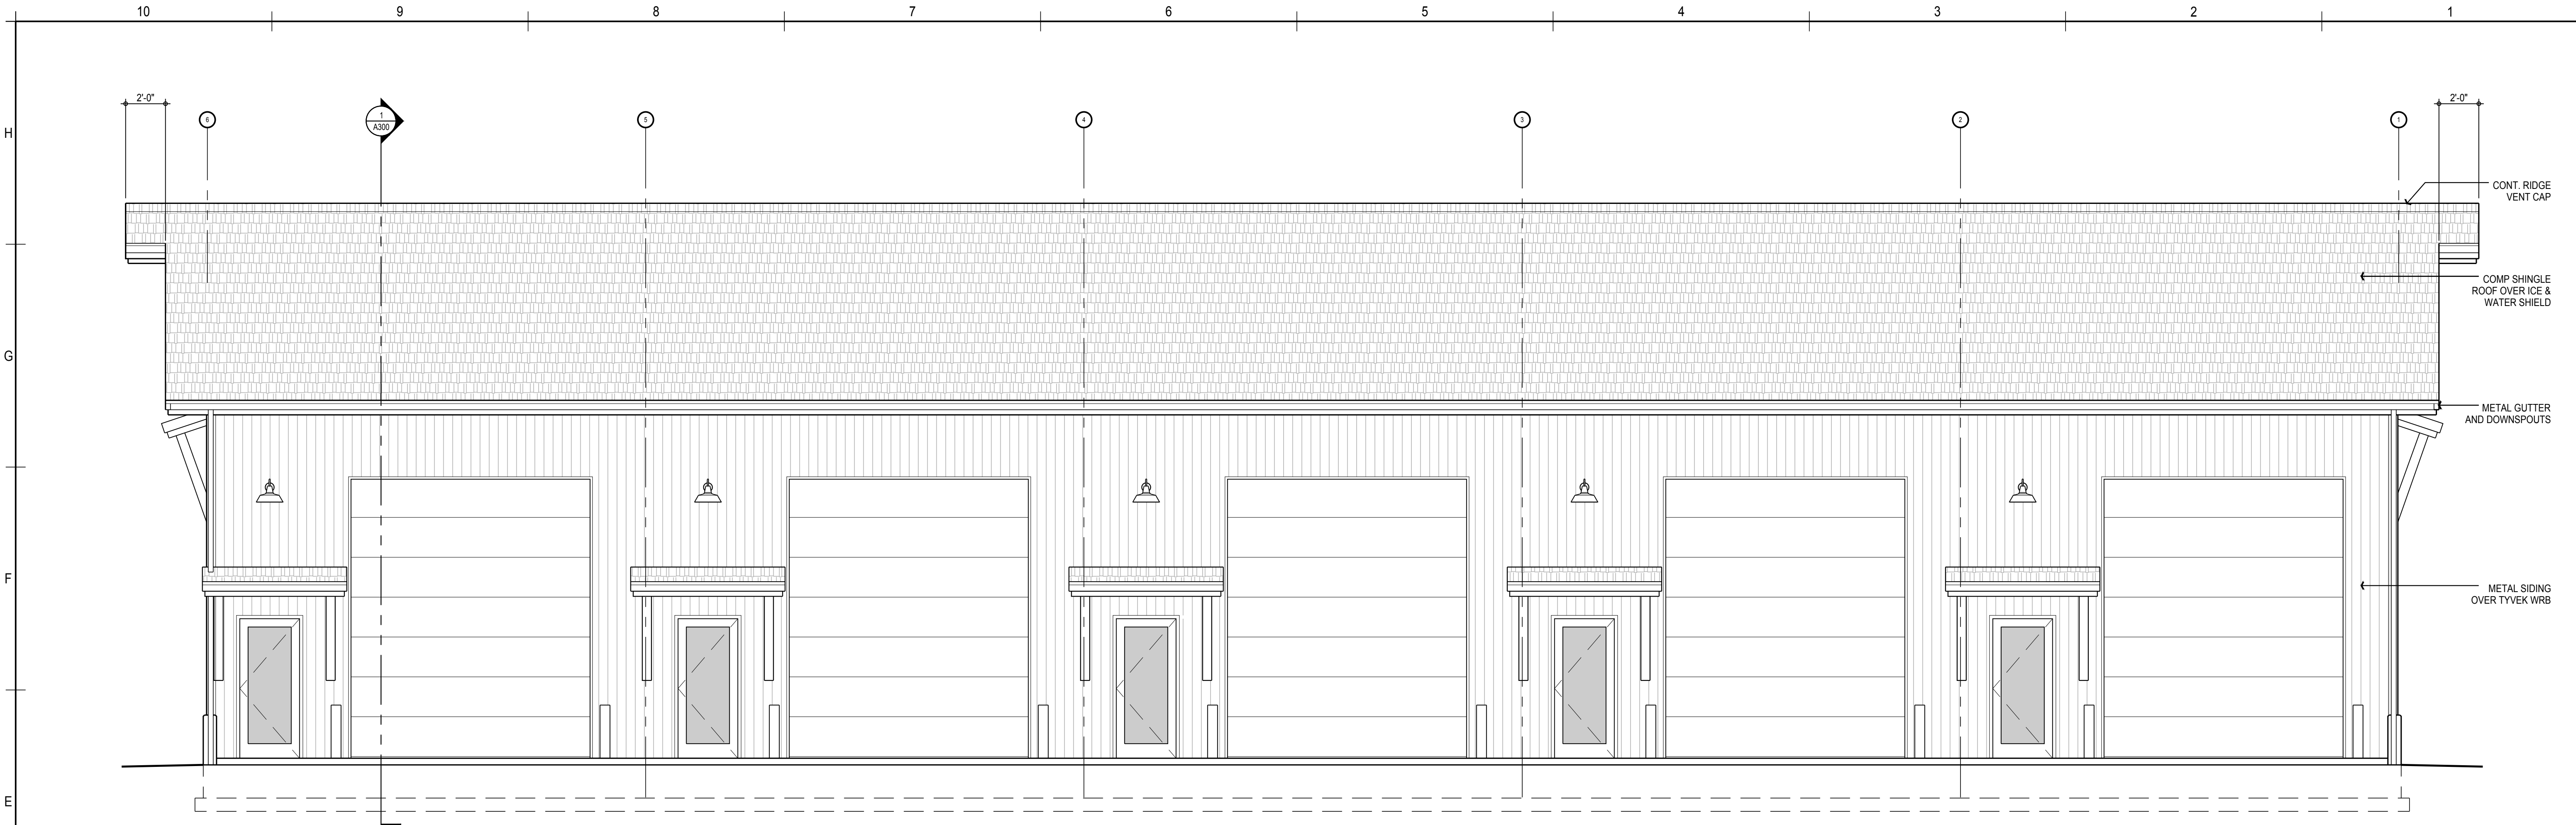 10 9 8 7 6 5 4 3 2 1
2'-0" 2'-0"
H
6 1 5 4 3 2 1
A300
CONT. RIDGE
VENT CAP
COMP SHINGLE
ROOF OVER ICE &
WATER SHIELD
G
METAL GUTTER
AND DOWNSPOUTS
F
METAL SIDING
OVER TYVEK WRB
E